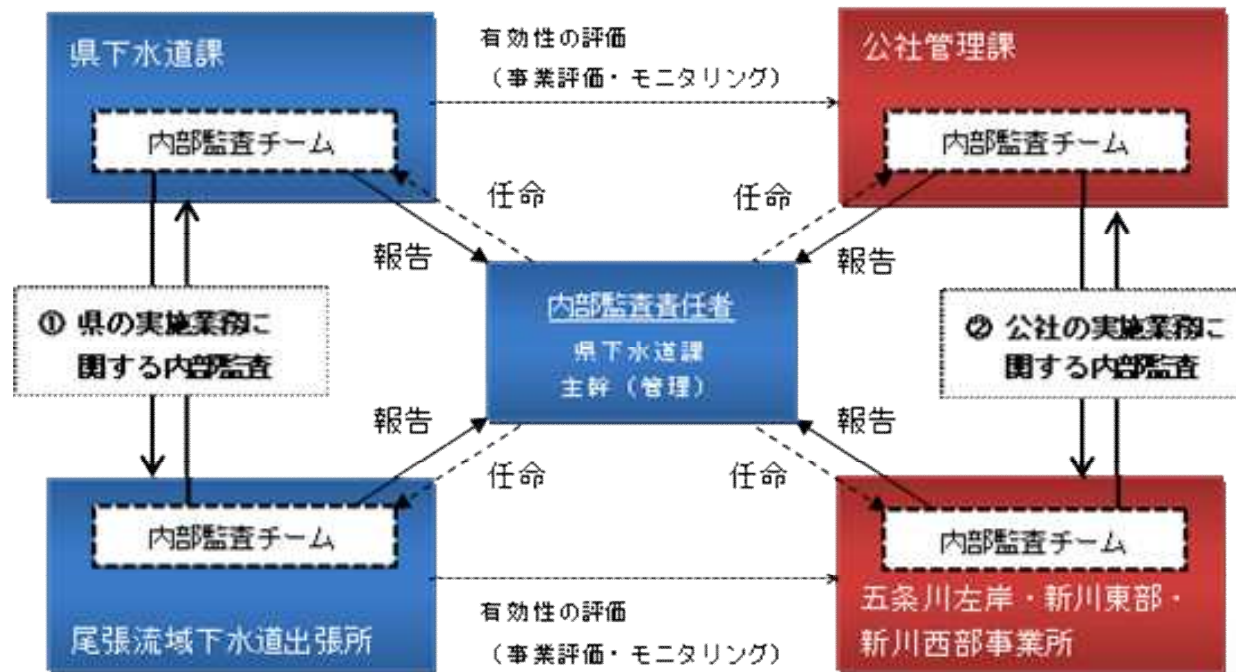 県下水道課
内部監査チーム
有効性の評価
（事業評価・モニタリング）
公社管理課
内部監査チーム
任命
任命
報告
報告
① 県の実施業務に
関する内部監査
内部監査責任者
県下水道課
主幹（管理）
② 公社の実施業務に
関する内部監査
報告
報告
任命
任命
内部監査チーム
尾張流域下水道出張所
有効性の評価
（事業評価・モニタリング）
内部監査チーム
五条川左岸・新川東部・
新川西部事業所